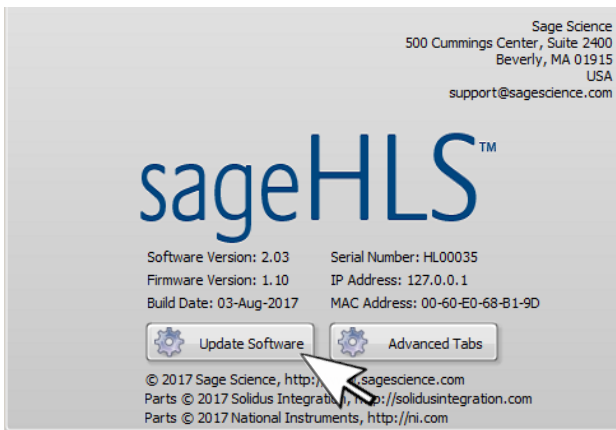 Sage Science
500 Cummings Center, Suite 2400
Beverly, MA 01915
USA
support@sagescience.com
sageHLS™
Software Version: 2.03 Serial Number: HL00035
Firmware Version: 1.10 IP Address: 127.0.0.1
Build Date: 03-Aug-2017 MAC Address: 00-60-E0-68-B1-9D
Update Software Advanced Tabs
© 2017 Sage Science, http:/ .sagescience.com
Parts © 2017 Solidus Integration, http://solidusintegration.com
Parts © 2017 National Instruments, http://ni.com